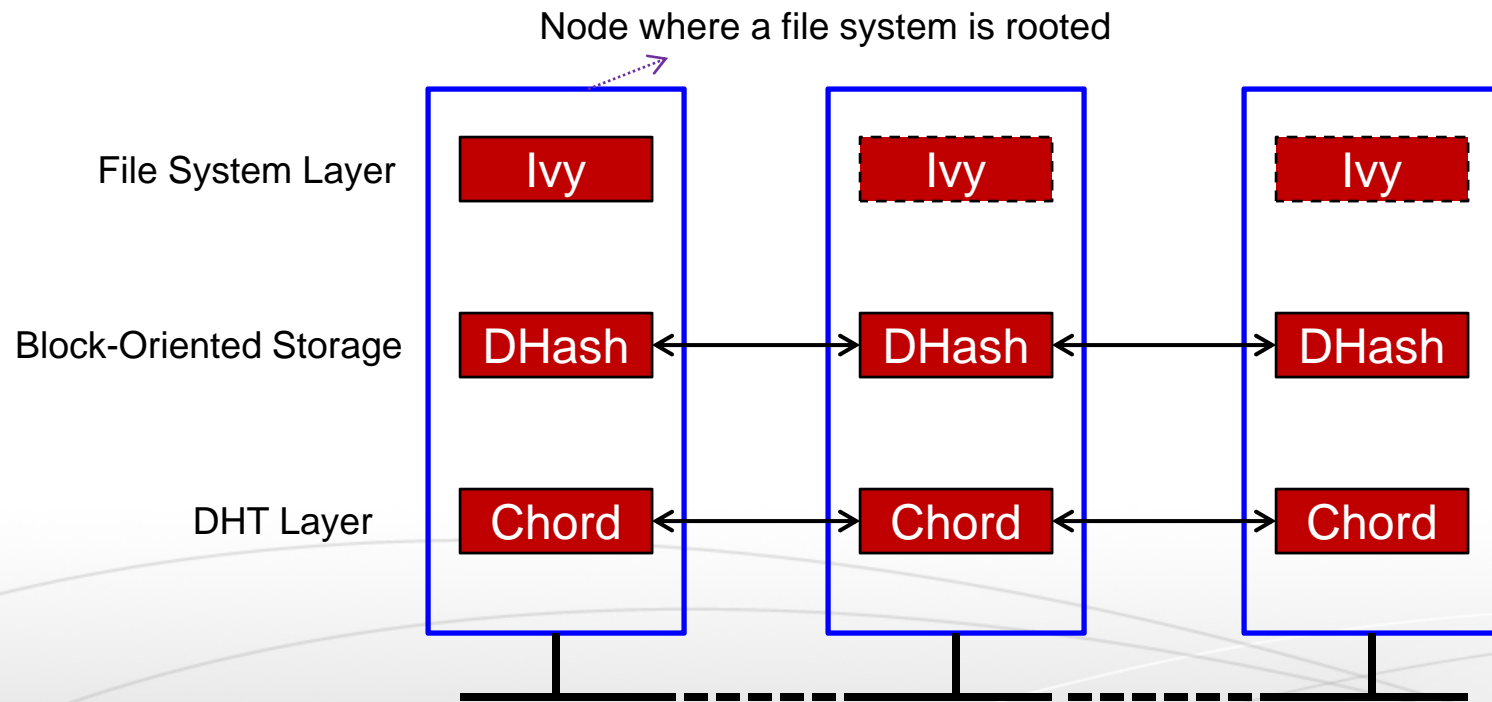 Node where a file system is rooted
File System Layer
Ivy
Ivy
Ivy
Block-Oriented Storage
DHash
DHash
DHash
DHT Layer
Chord
Chord
Chord